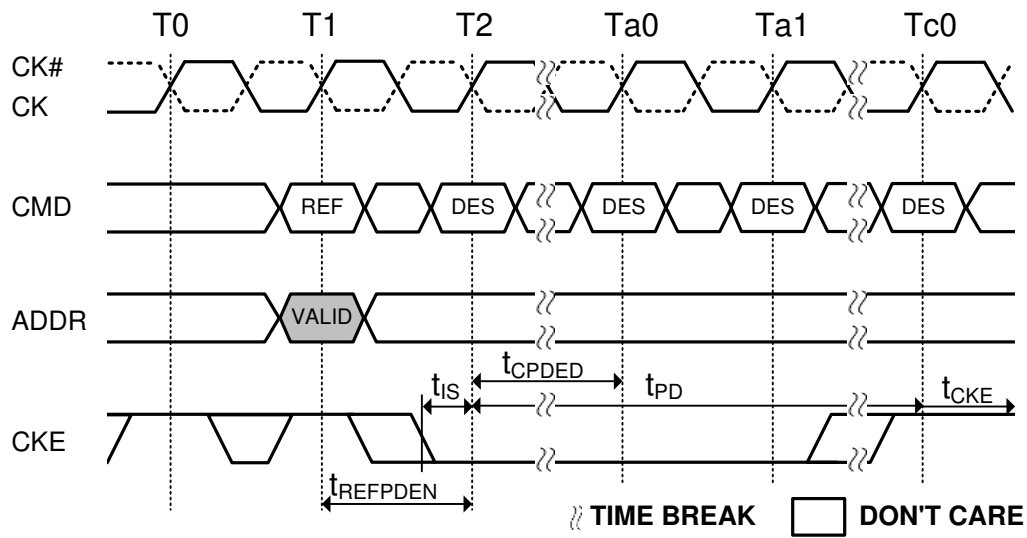 T0 T1 T2 Ta0 Ta1 Tc0
CK#
CK
CMD REF DES DES DES DES
ADDR VALID
tCPDED
tIS tPD tCKE
CKE
tREFPDEN
TIME BREAK DON'T CARE